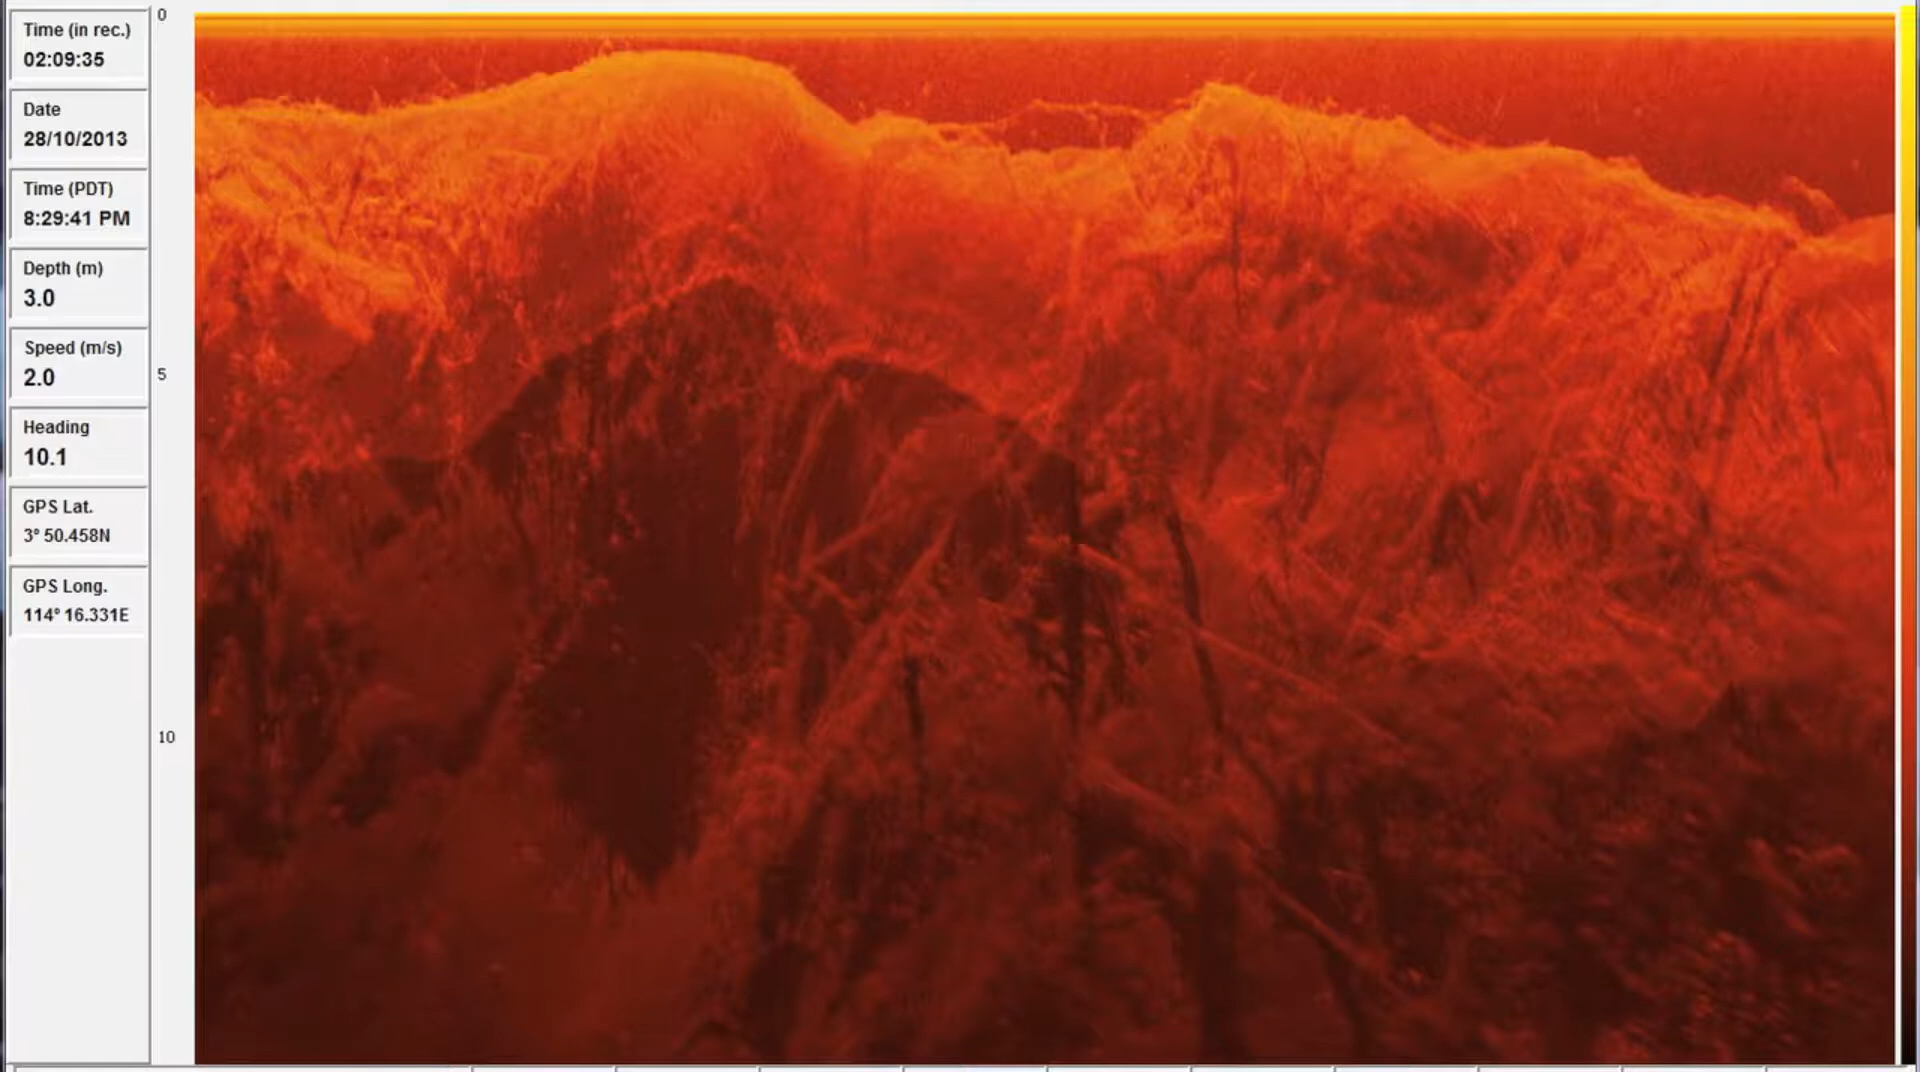 Time (in rec.)
02:09:35
Date
28/10/2013
Time (PDT)
8:29:41 PM
Depth (m)
3.0
Speed (m/s)
2.0
Heading
10.1
GPS Lat.
3° 50.458N
GPS Long.
114° 16.331E
0
5
10